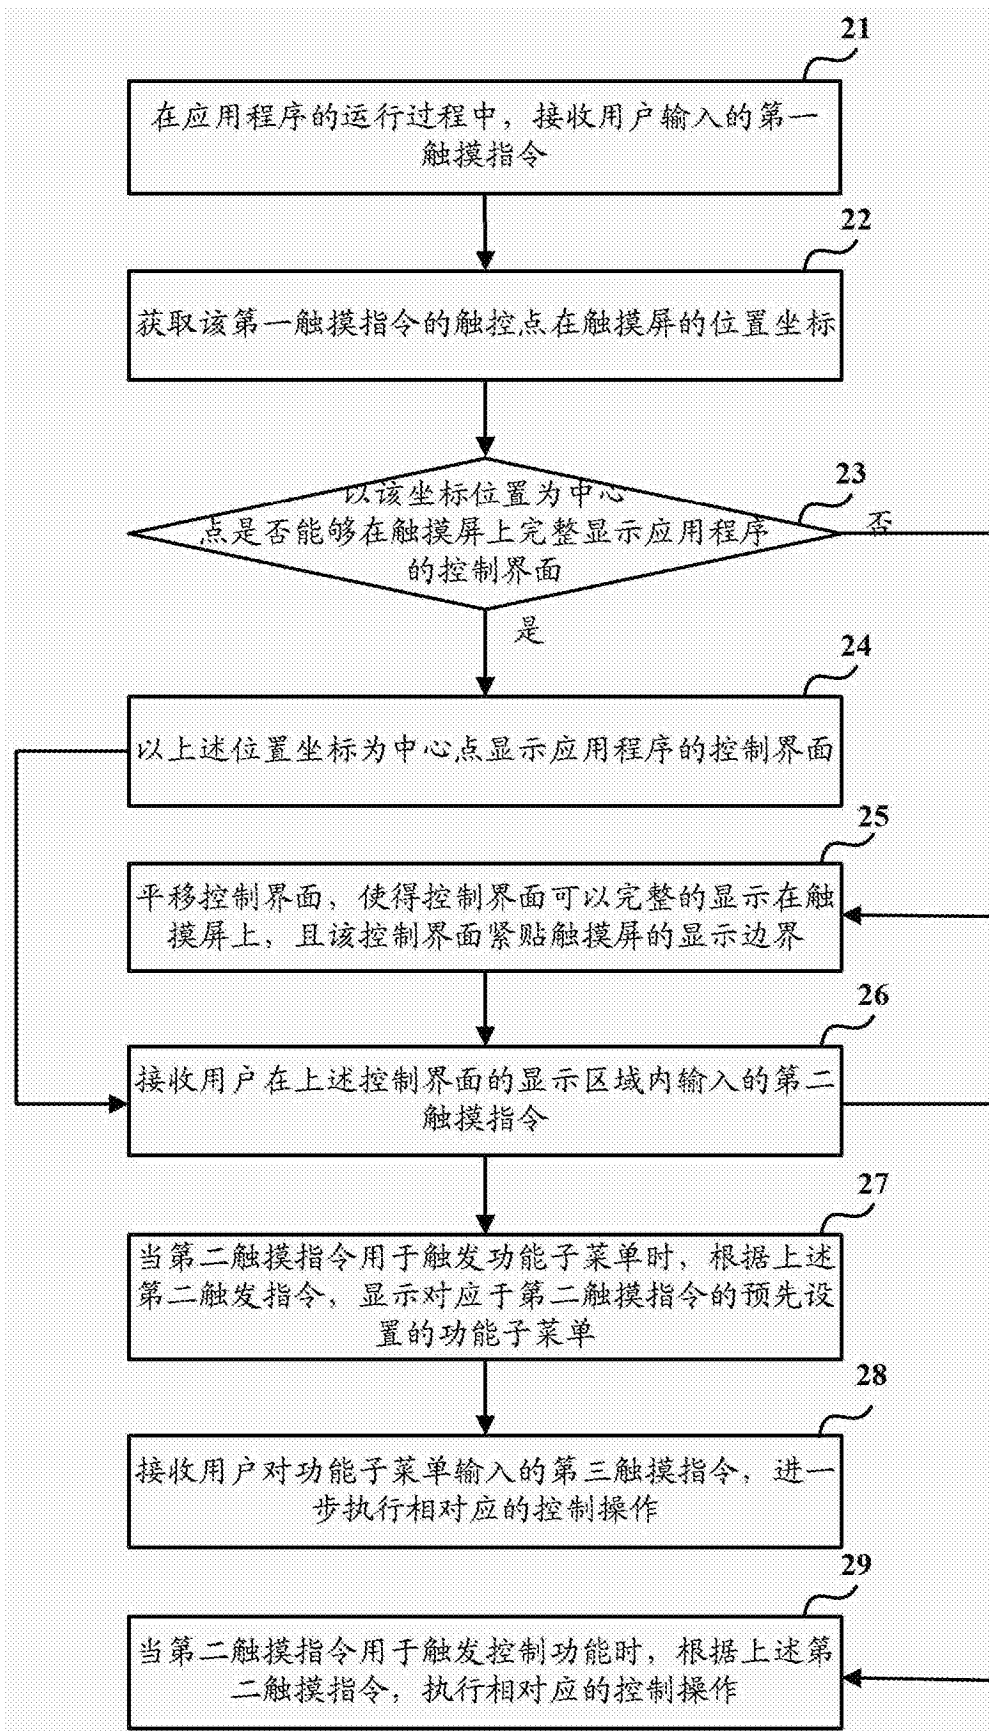 21
在应用程序的运行过程中，接收用户输入的第一
触摸指令
22
获取该第一触摸指令的触控点在触摸屏的位置坐标
23
以该坐标位置为中心
点是否能够在触摸屏上完整显示应用程序
的控制界面
否
是
24
以上述位置坐标为中心点显示应用程序的控制界面
25
平移控制界面，使得控制界面可以完整的显示在触
摸屏上，且该控制界面紧贴触摸屏的显示边界
26
接收用户在上述控制界面的显示区域内输入的第二
触摸指令
27
当第二触摸指令用于触发功能子菜单时，根据上述
第二触发指令，显示对应于第二触摸指令的预先设
置的功能子菜单
28
接收用户对功能子菜单输入的第三触摸指令，进一
步执行相对应的控制操作
29
当第二触摸指令用于触发控制功能时，根据上述第
二触摸指令，执行相对应的控制操作